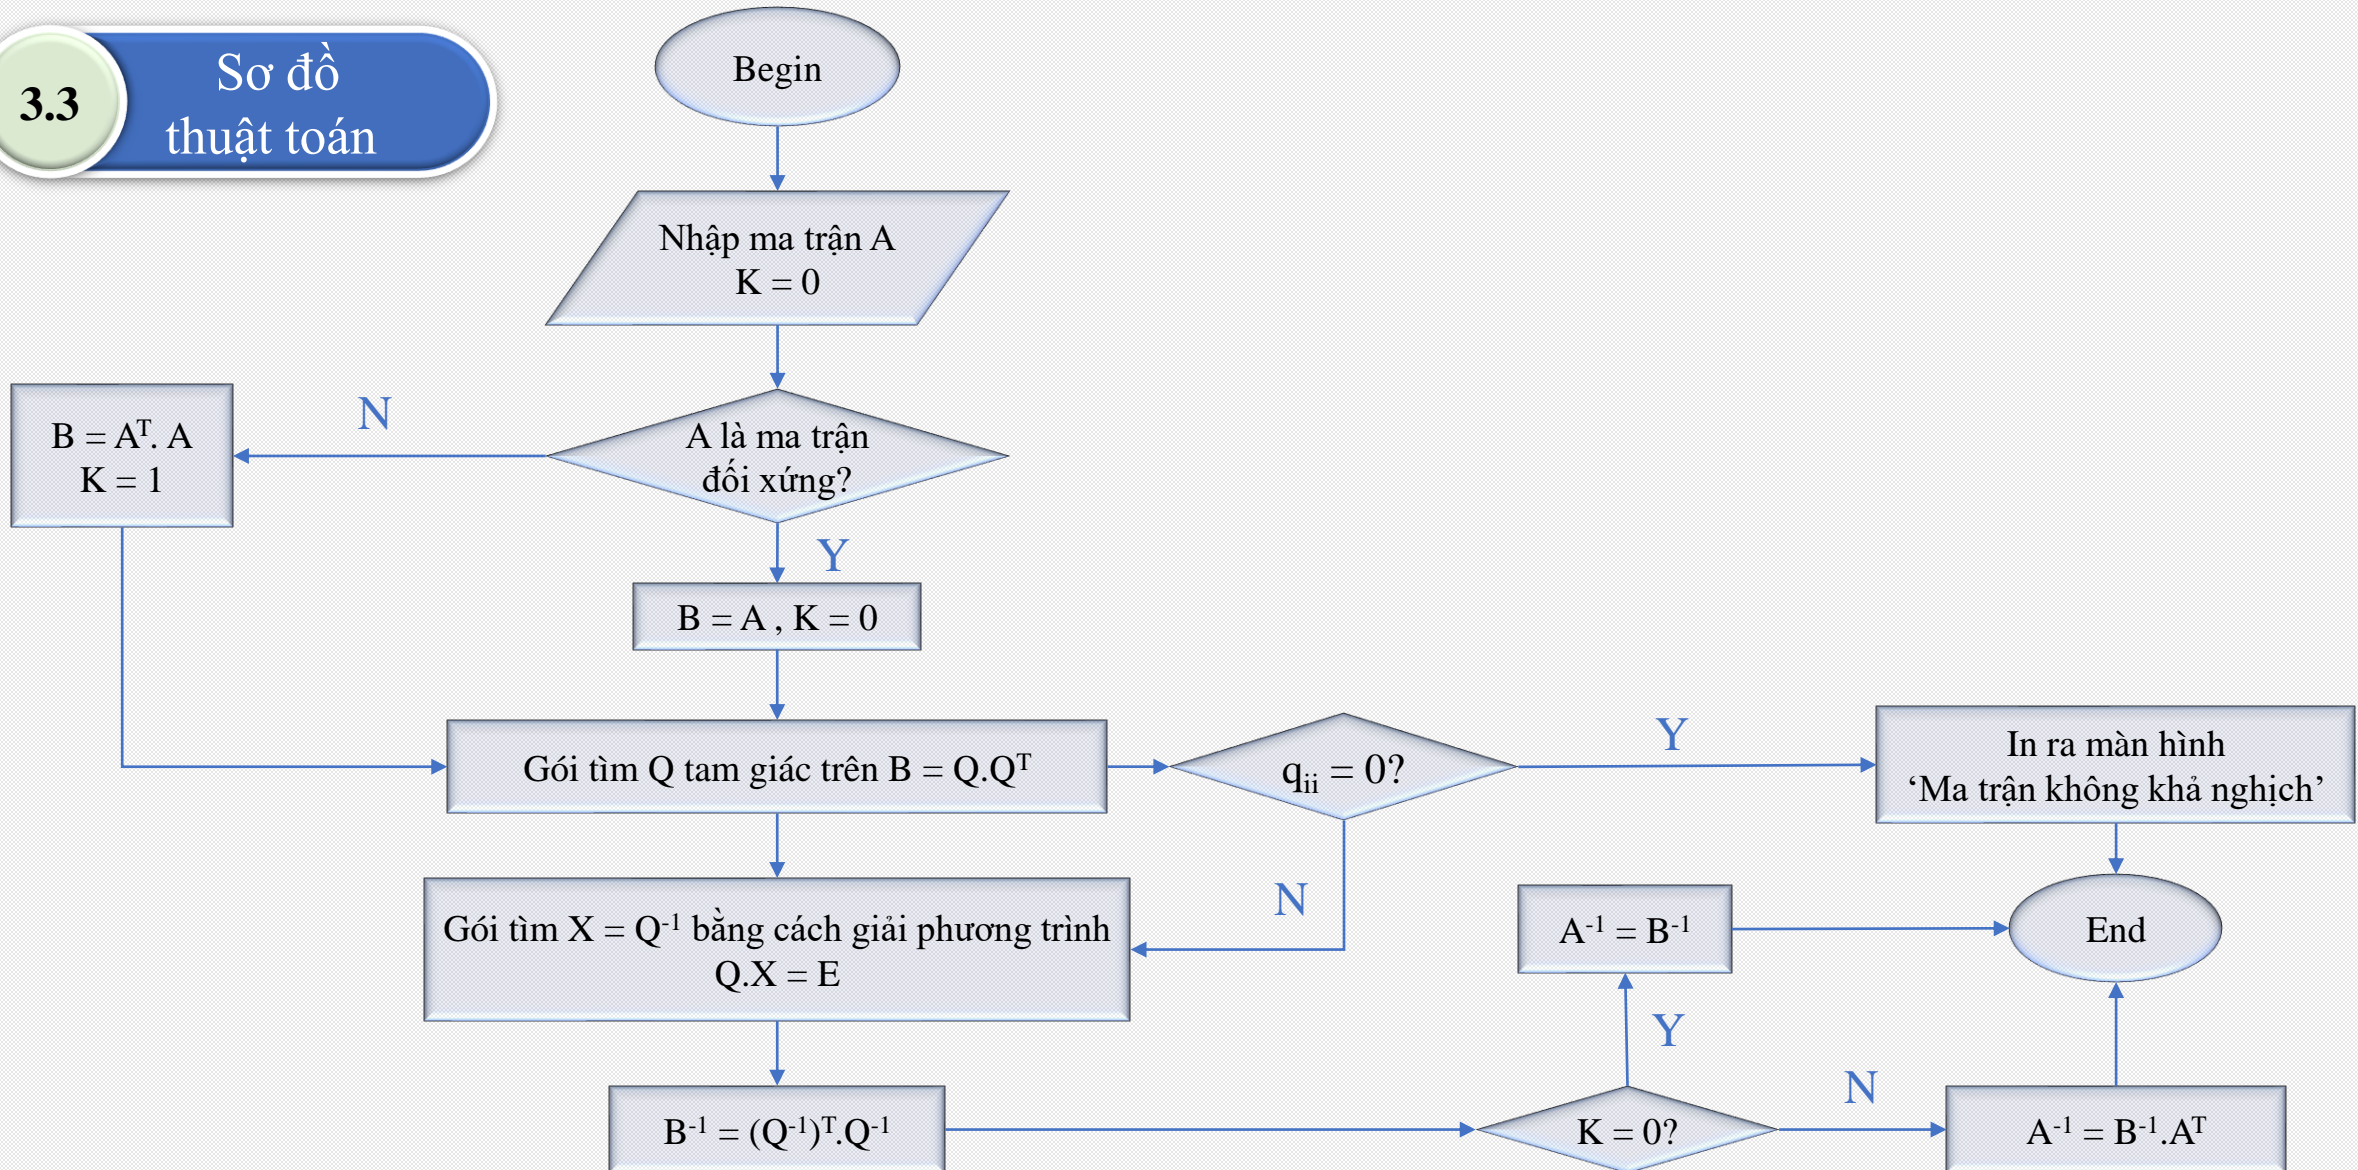 3.3
Sơ đồ
thuật toán
Begin
Nhập ma trận A
K = 0
A là ma trận
đối xứng?
N
B = Aᵀ. A
K = 1
Y
B = A , K = 0
Gói tìm Q tam giác trên B = Q.Qᵀ
qᵢᵢ = 0?
Y
In ra màn hình
‘Ma trận không khả nghịch’
N
Gói tìm X = Q⁻¹ bằng cách giải phương trình
Q.X = E
A⁻¹ = B⁻¹
End
Y
N
B⁻¹ = (Q⁻¹)ᵀ.Q⁻¹
K = 0?
A⁻¹ = B⁻¹.Aᵀ